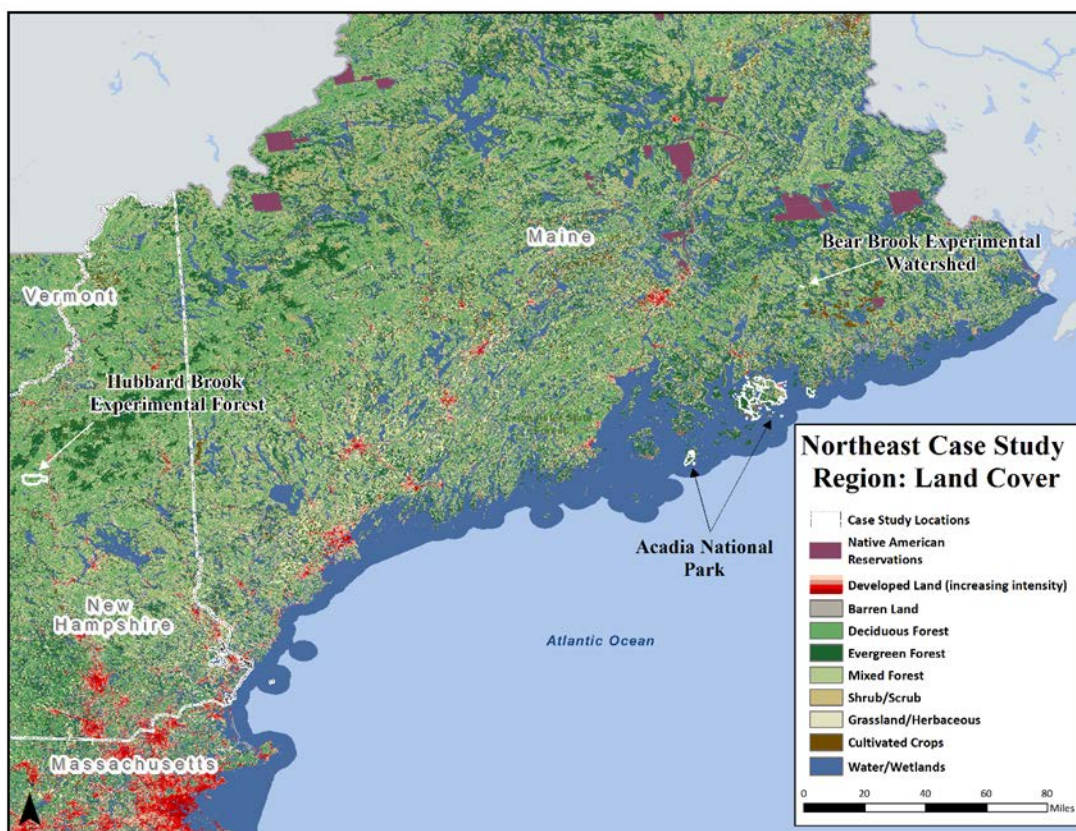 Maine
Bear Brook Experimental
Watershed
Vermont
Hubbard Brook
Experimental Forest
Acadia National
Park
New
Hampshire
Atlantic Ocean
Massachusetts
Northeast Case Study
Region: Land Cover
Case Study Locations
Native American
Reservations
Developed Land (increasing intensity)
Barren Land
Deciduous Forest
Evergreen Forest
Mixed Forest
Shrub/Scrub
Grassland/Herbaceous
Cultivated Crops
Water/Wetlands
0 20 40 60 80
Miles